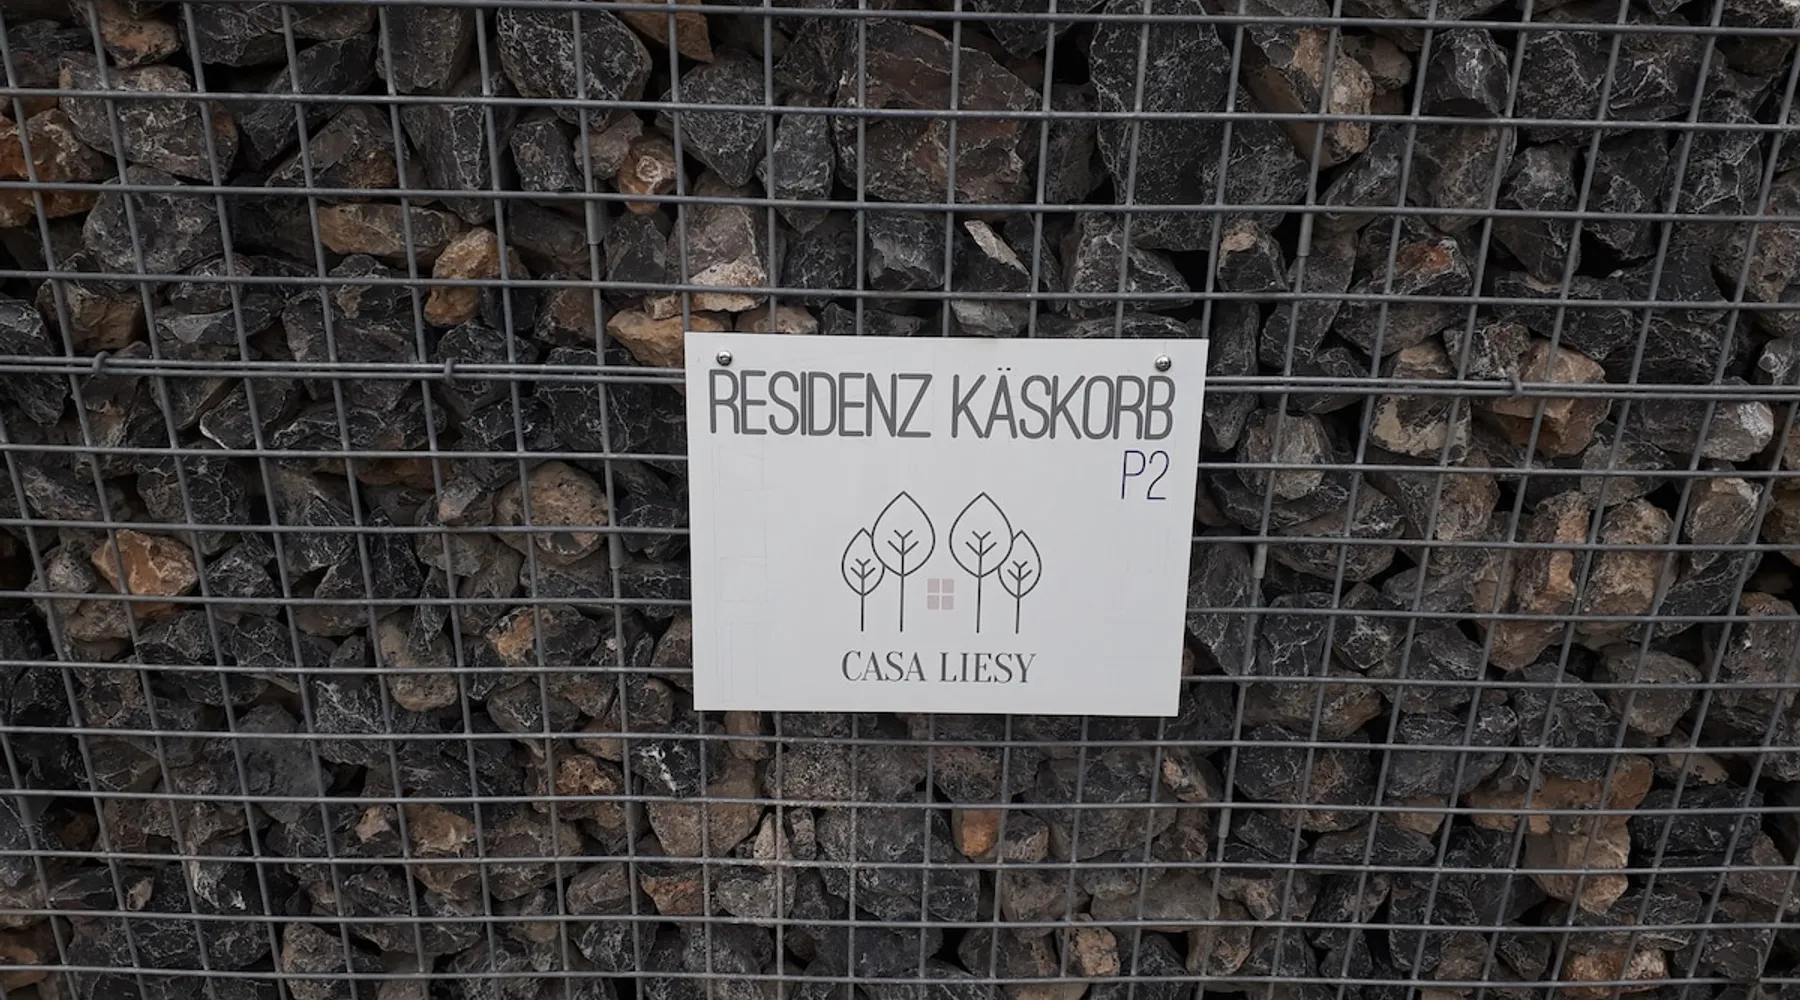 RESIDENZ KÄSKORB
P2
CASA LIESY